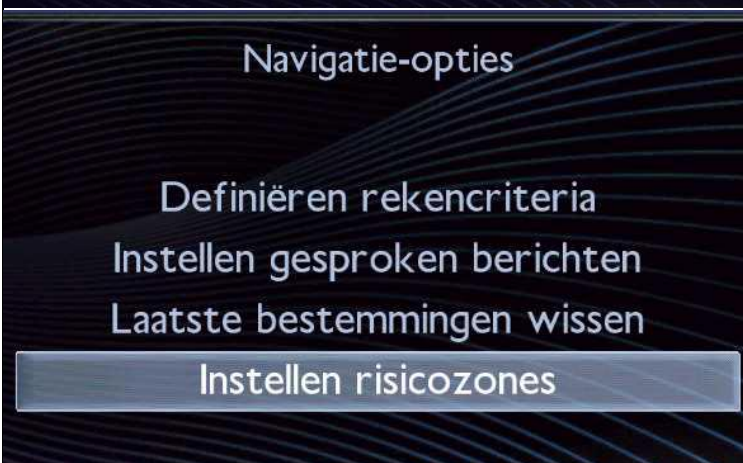 Navigatie-opties
Definiëren rekencriteria
Instellen gesproken berichten
Laatste bestemmingen wissen
Instellen risicozones